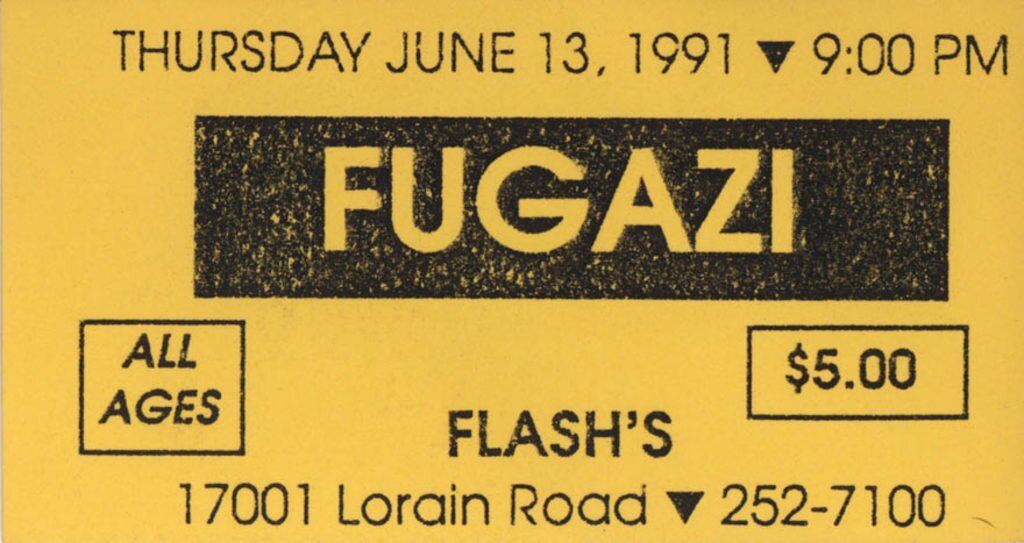 THURSDAY JUNE 13, 1991 ▼ 9:00 PM
FUGAZI
ALL
AGES
$5.00
FLASH'S
17001 Lorain Road ▼ 252-7100